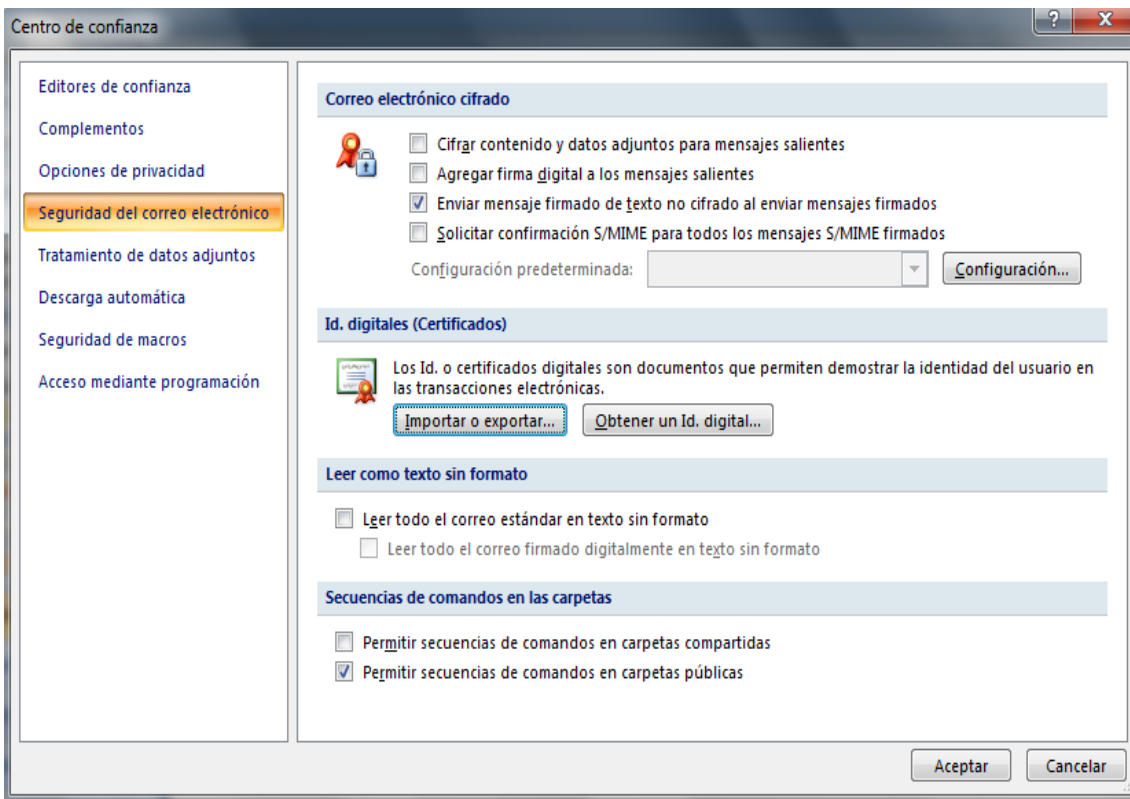 Centro de confianza
?
X
Editores de confianza
Complementos
Opciones de privacidad
Seguridad del correo electrónico
Tratamiento de datos adjuntos
Descarga automática
Seguridad de macros
Acceso mediante programación
Correo electrónico cifrado
Cifrar contenido y datos adjuntos para mensajes salientes
Agregar firma digital a los mensajes salientes
Enviar mensaje firmado de texto no cifrado al enviar mensajes firmados
Solicitar confirmación S/MIME para todos los mensajes S/MIME firmados
Configuración predeterminada:
Configuración...
Id. digitales (Certificados)
Los Id. o certificados digitales son documentos que permiten demostrar la identidad del usuario en
las transacciones electrónicas.
Importar o exportar...
Obtener un Id. digital...
Leer como texto sin formato
Leer todo el correo estándar en texto sin formato
Leer todo el correo firmado digitalmente en texto sin formato
Secuencias de comandos en las carpetas
Permitir secuencias de comandos en carpetas compartidas
Permitir secuencias de comandos en carpetas públicas
Aceptar
Cancelar